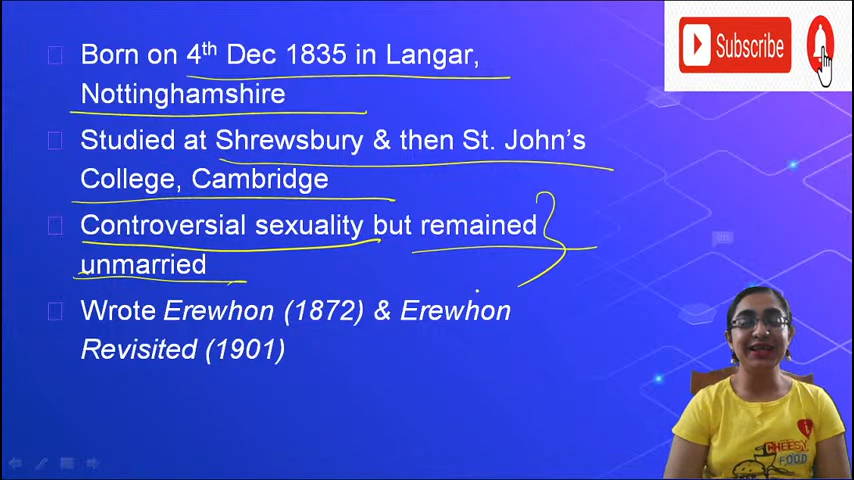 Born on 4th Dec 1835 in Langar,
Nottinghamshire
Studied at Shrewsbury & then St. John's
College, Cambridge
Controversial sexuality but remained
unmarried
Wrote Erewhon (1872) & Erewhon
Revisited (1901)
Subscribe
CHEESY
FOOD